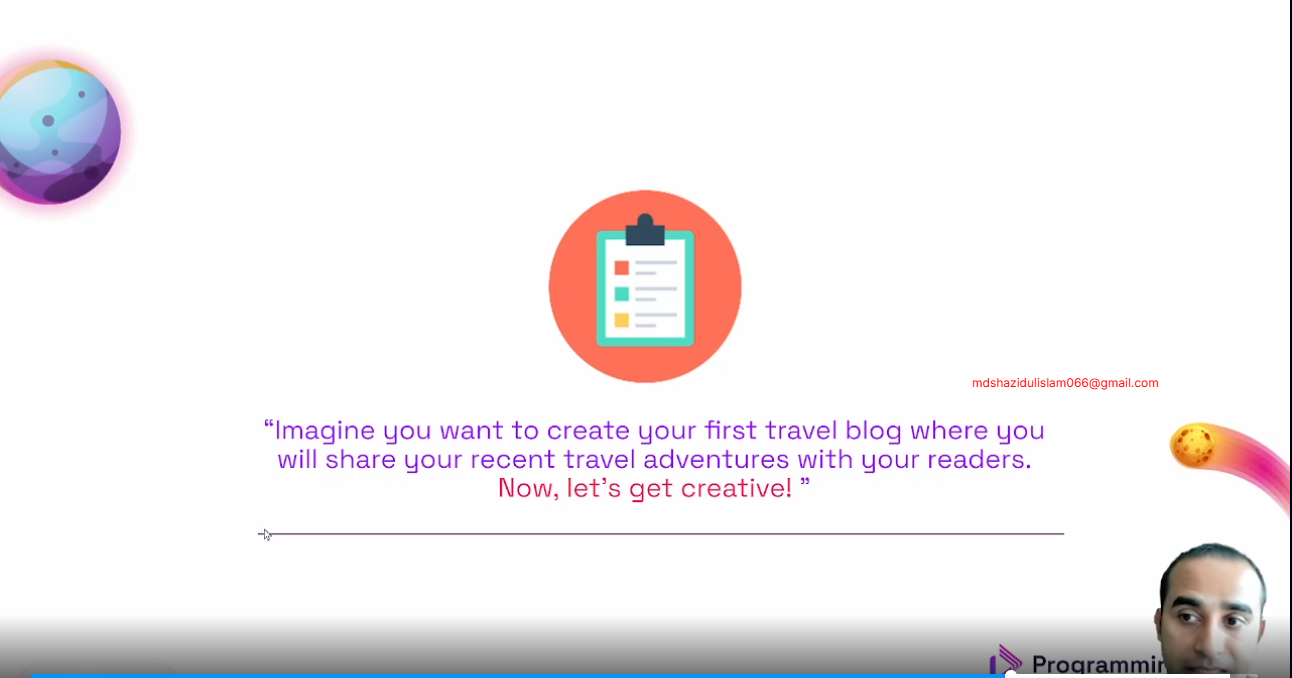 mdshazidulislam066@gmail.com
“Imagine you want to create your first travel blog where you
will share your recent travel adventures with your readers.
Now, let’s get creative! ”